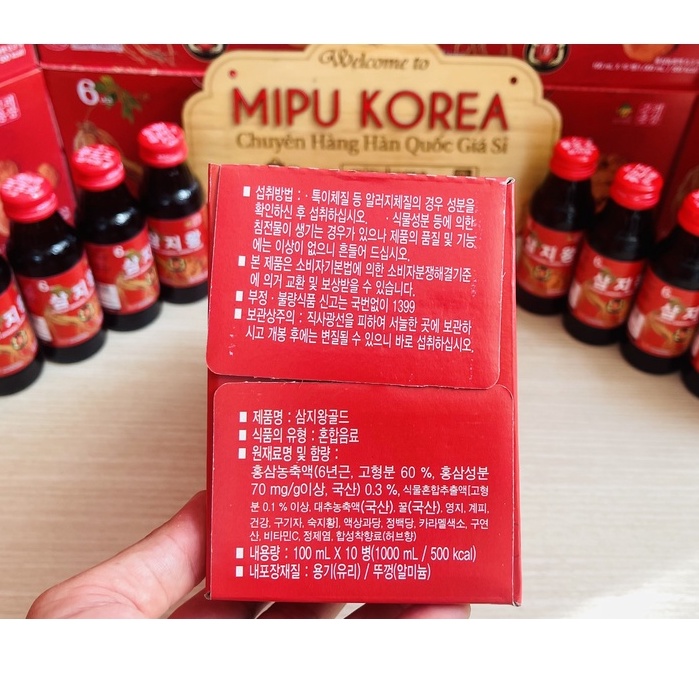 Welcome to
MIPU KOREA
Chuyên Hàng Hàn Quốc Giá Sỉ
6
■ 섭취방법 : · 특이체질 등 알러지체질의 경우 성분을
확인하신 후 섭취하십시오. · 식물성분 등에 의한
침전물이 생기는 경우가 있으나 제품의 품질 및 기능
에는 이상이 없으니 흔들어 드십시오.
■ 본 제품은 소비자기본법에 의한 소비자분쟁해결기준
에 의거 교환 및 보상받을 수 있습니다.
■ 부정 · 불량식품 신고는 국번없이 1399
■ 보관상주의 : 직사광선을 피하여 서늘한 곳에 보관하
시고 개봉 후에는 변질될 수 있으니 바로 섭취하십시오.
■ 제품명 : 삼지왕골드
■ 식품의 유형 : 혼합음료
■ 원재료명 및 함량 :
홍삼농축액(6년근, 고형분 60 %, 홍삼성분
70 mg/g이상, 국산) 0.3 %, 식물혼합추출액[고형
분 0.1 % 이상, 대추농축액(국산), 꿀(국산), 영지, 계피,
건강, 구기자, 숙지황], 액상과당, 정백당, 카라멜색소, 구연
산, 비타민C, 정제염, 합성착향료(허브향)
■ 내용량 : 100 mL X 10 병(1000 mL / 500 kcal)
■ 내포장재질 : 용기(유리) / 뚜껑(알미늄)
삼지왕
삼지왕
삼지왕
삼지왕